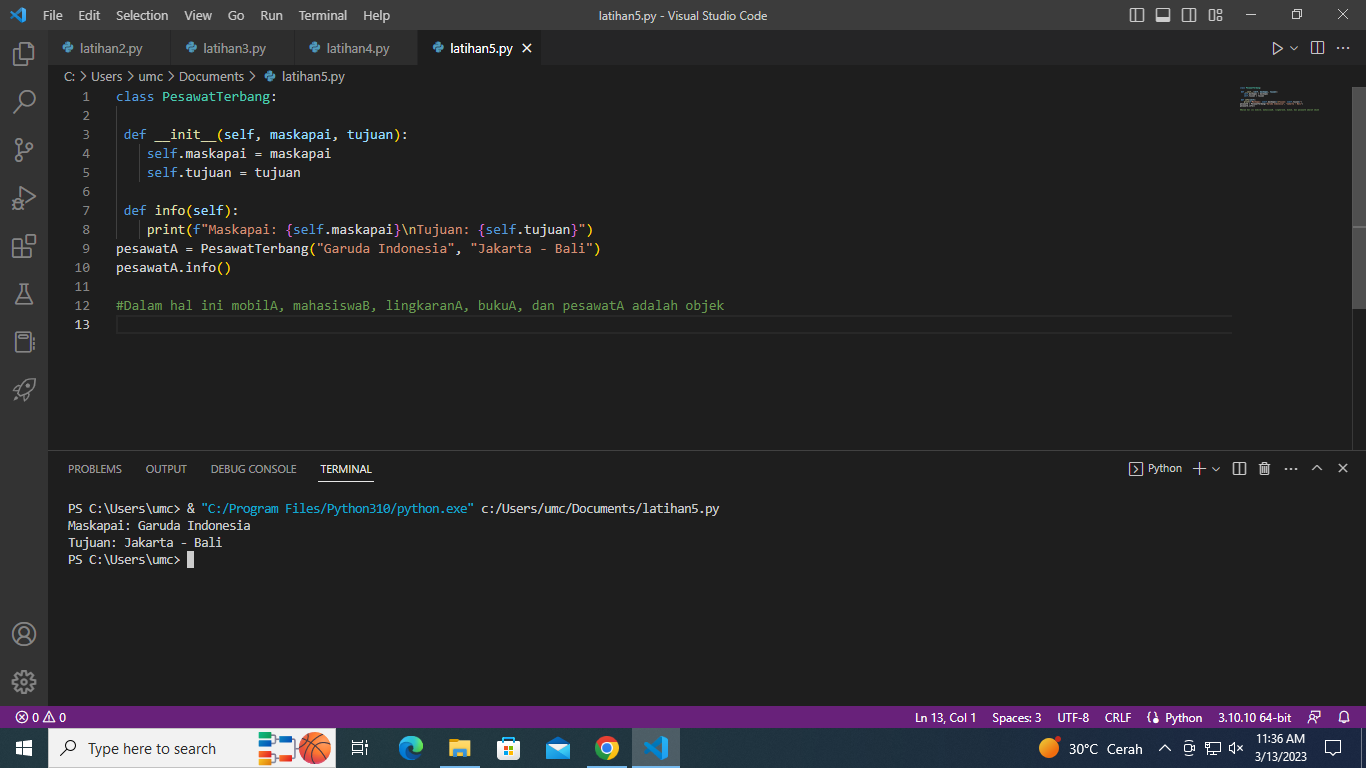 File Edit Selection View Go Run Terminal Help latihan5.py - Visual Studio Code
latihan2.py latihan3.py latihan4.py latihan5.py
C: > Users > umc > Documents > latihan5.py
1 class PesawatTerbang:
2
3 def __init__(self, maskapai, tujuan):
4 self.maskapai = maskapai
5 self.tujuan = tujuan
6
7 def info(self):
8 print(f"Maskapai: {self.maskapai}\nTujuan: {self.tujuan}")
9 pesawatA = PesawatTerbang("Garuda Indonesia", "Jakarta - Bali")
10 pesawatA.info()
11
12 #Dalam hal ini mobilA, mahasiswaB, lingkaranA, bukuA, dan pesawatA adalah objek
13
PROBLEMS OUTPUT DEBUG CONSOLE TERMINAL Python
PS C:\Users\umc> & "C:/Program Files/Python310/python.exe" c:/Users/umc/Documents/latihan5.py
Maskapai: Garuda Indonesia
Tujuan: Jakarta - Bali
PS C:\Users\umc>
0 0 Ln 13, Col 1 Spaces: 3 UTF-8 CRLF Python 3.10.10 64-bit
Type here to search 30°C Cerah 11:36 AM
3/13/2023